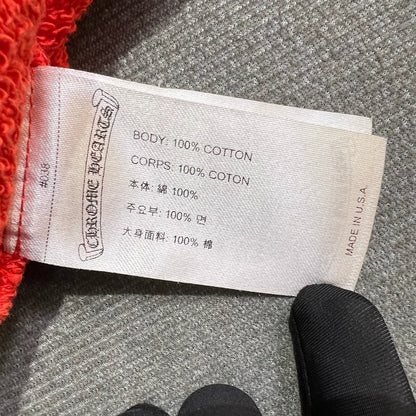 #038
CHROME HEARTS
BODY: 100% COTTON
CORPS: 100% COTON
本体: 綿 100%
주요부: 100% 면
大身面料: 100% 棉
MADE IN U.S.A